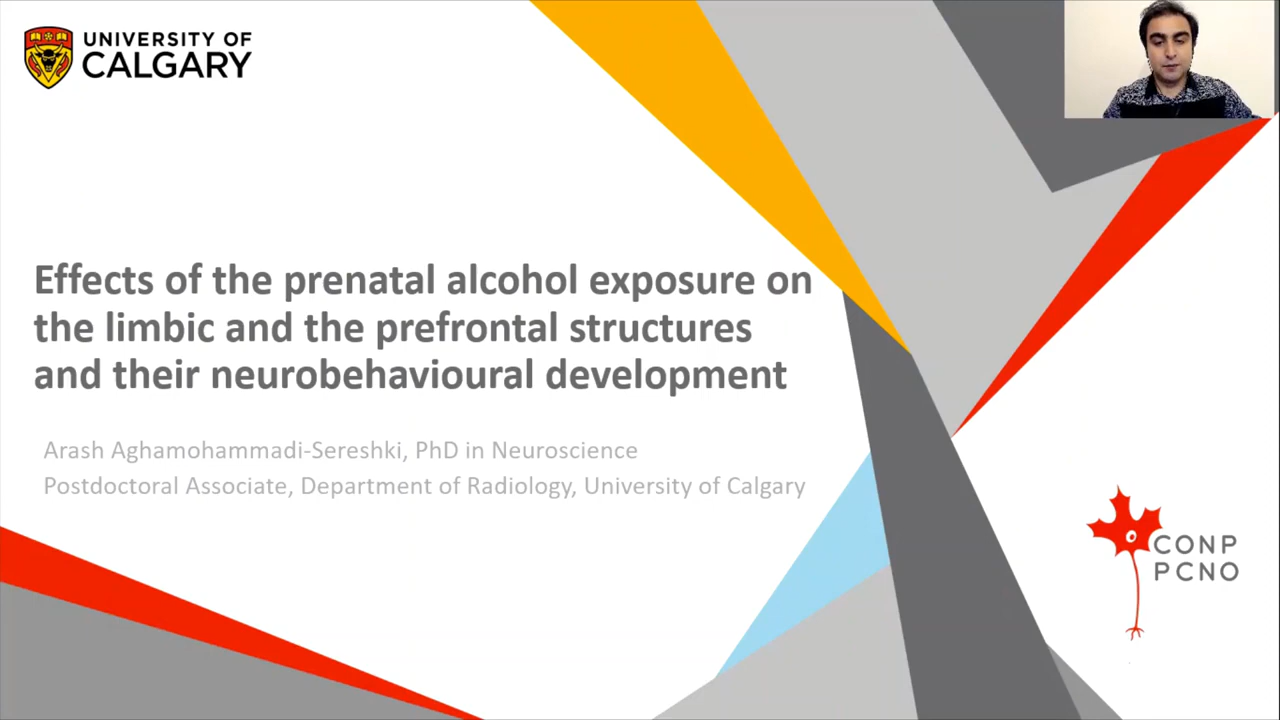 UNIVERSITY OF
CALGARY
Effects of the prenatal alcohol exposure on
the limbic and the prefrontal structures
and their neurobehavioural development
Arash Aghamohammadi-Sereshki, PhD in Neuroscience
Postdoctoral Associate, Department of Radiology, University of Calgary
CONP
PCNO